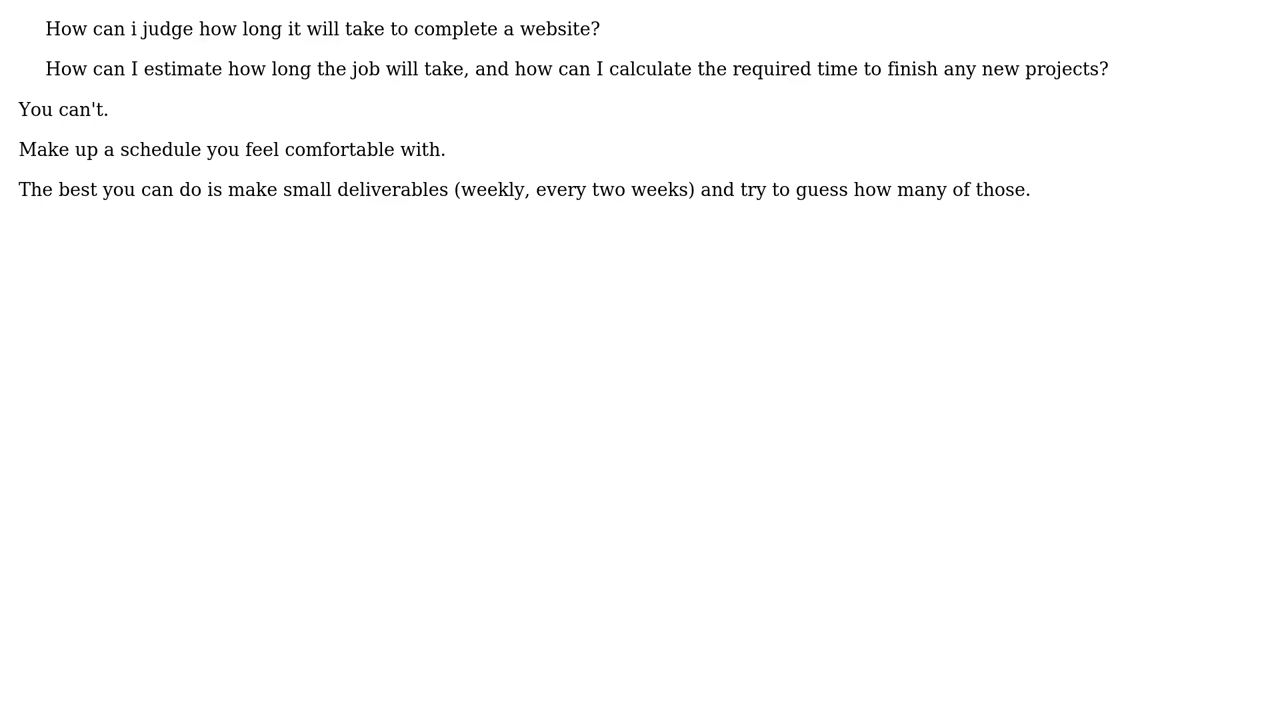 How can i judge how long it will take to complete a website?
How can I estimate how long the job will take, and how can I calculate the required time to finish any new projects?
You can't.
Make up a schedule you feel comfortable with.
The best you can do is make small deliverables (weekly, every two weeks) and try to guess how many of those.